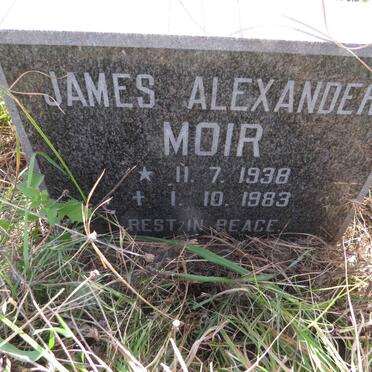 JAMES ALEXANDER
MOIR
* 11. 7. 1938
✝ 1. 10. 1983
REST IN PEACE